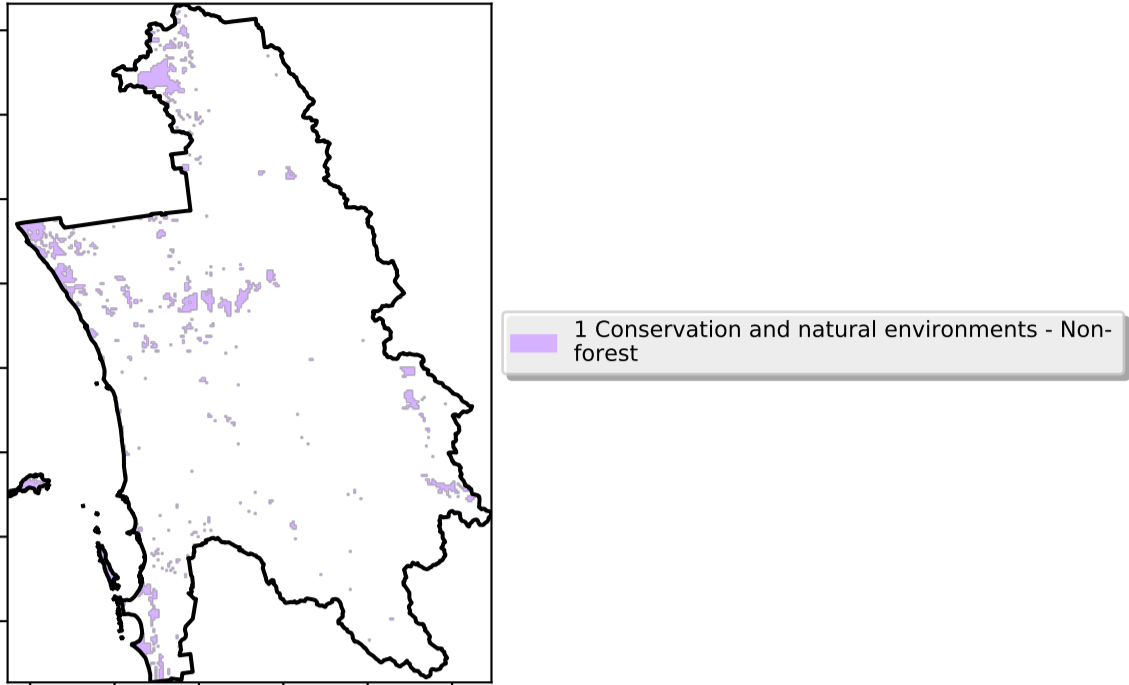 1 Conservation and natural environments - Non-
forest